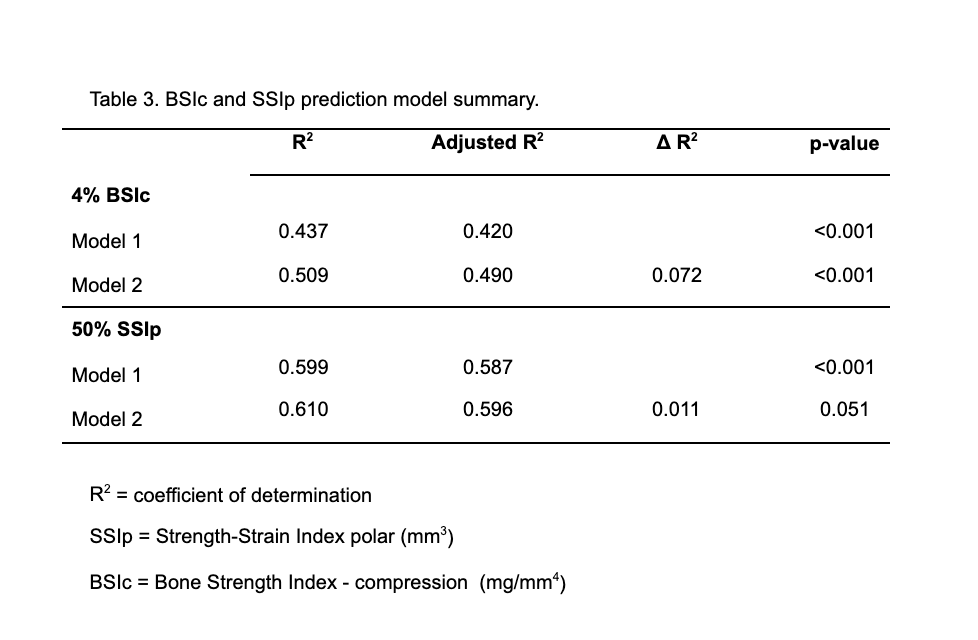 Table 3. BSIc and SSIp prediction model summary.
R² Adjusted R² Δ R² p-value
4% BSIc
Model 1 0.437 0.420 <0.001
Model 2 0.509 0.490 0.072 <0.001
50% SSIp
Model 1 0.599 0.587 <0.001
Model 2 0.610 0.596 0.011 0.051
R² = coefficient of determination
SSIp = Strength-Strain Index polar (mm³)
BSIc = Bone Strength Index - compression (mg/mm⁴)